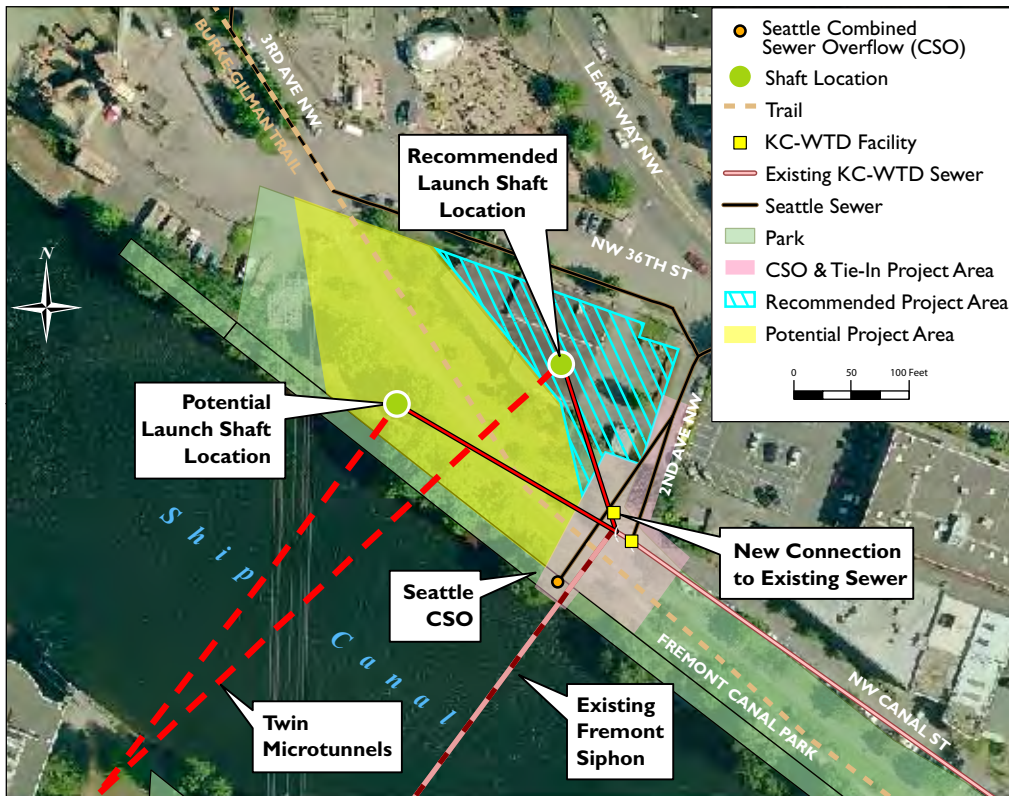 Seattle Combined
Sewer Overflow (CSO)
Shaft Location
Trail
KC-WTD Facility
Existing KC-WTD Sewer
Seattle Sewer
Park
CSO & Tie-In Project Area
Recommended Project Area
Potential Project Area
0 50 100 Feet
BURKE-GILMAN TRAIL
3RD AVE NW
LEARY WAY NW
Recommended
Launch Shaft
Location
NW 36TH ST
N
Potential
Launch Shaft
Location
2ND AVE NW
Ship
Canal
New Connection
to Existing Sewer
Seattle
CSO
Twin
Microtunnels
Existing
Fremont
Siphon
FREMONT CANAL PARK
NW CANAL ST